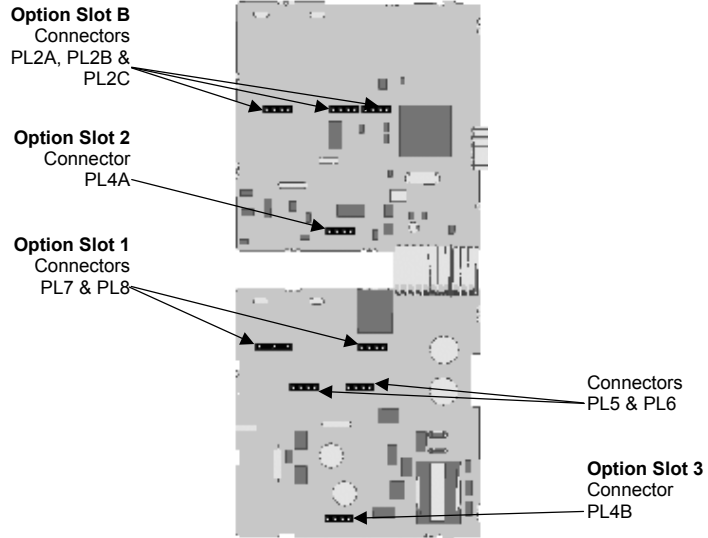 Option Slot B
Connectors
PL2A, PL2B &
PL2C
Option Slot 2
Connector
PL4A
Option Slot 1
Connectors
PL7 & PL8
Connectors
PL5 & PL6
Option Slot 3
Connector
PL4B